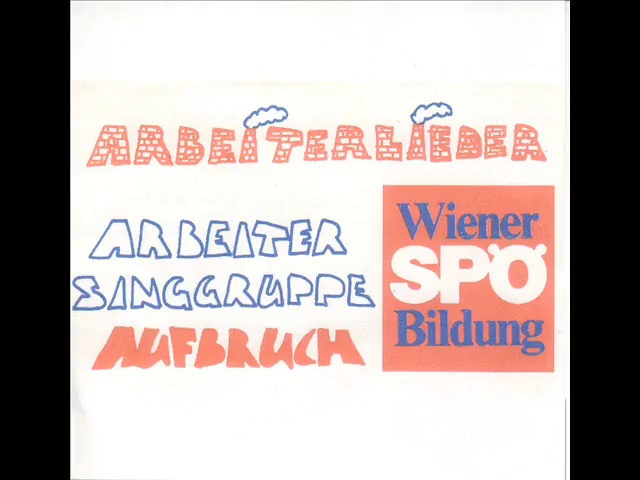 ARBEITERLIEDER
ARBEITER
SINGGRUPPE
AUFBRUCH
Wiener
SPÖ
Bildung